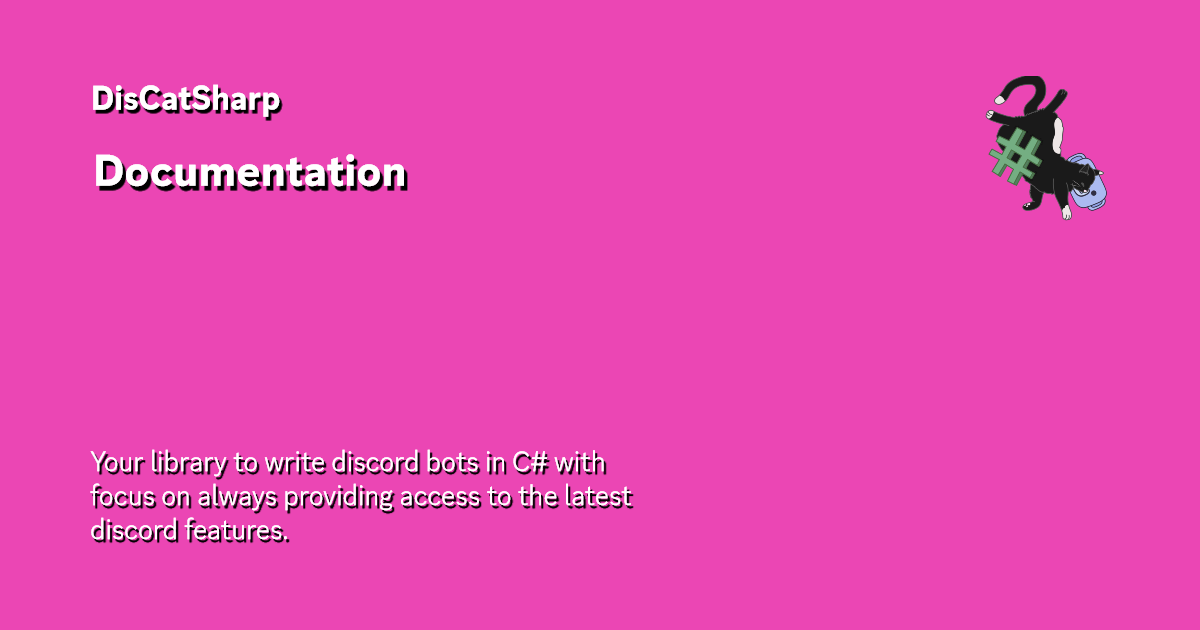 DisCatSharp
Documentation
Your library to write discord bots in C# with
focus on always providing access to the latest
discord features.